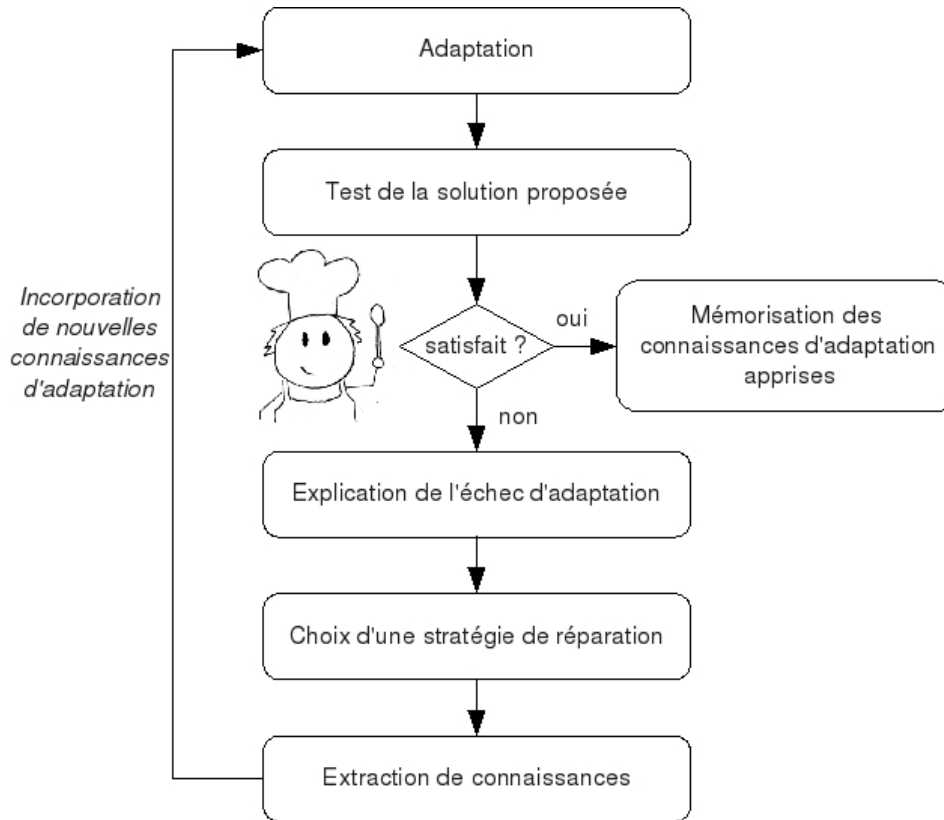 Adaptation
Test de la solution proposée
satisfait ?
oui
Mémorisation des
connaissances d'adaptation
apprises
non
Explication de l'échec d'adaptation
Choix d'une stratégie de réparation
Extraction de connaissances
Incorporation
de nouvelles
connaissances
d'adaptation